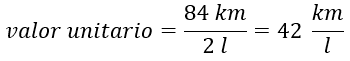 valor unitario = 84 km / 2 l = 42 km / l